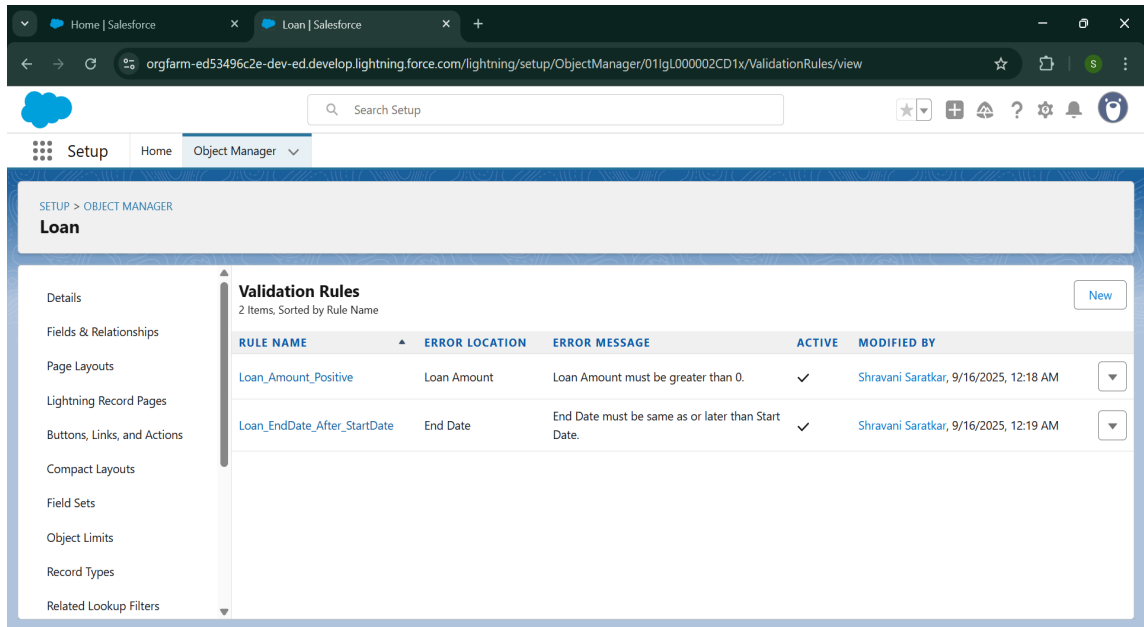 Home | Salesforce
Loan | Salesforce
orgfarm-ed53496c2e-dev-ed.develop.lightning.force.com/lightning/setup/ObjectManager/01IgL000002CD1x/ValidationRules/view
S
Search Setup
Setup
Home
Object Manager
SETUP > OBJECT MANAGER
Loan
Details
Fields & Relationships
Page Layouts
Lightning Record Pages
Buttons, Links, and Actions
Compact Layouts
Field Sets
Object Limits
Record Types
Related Lookup Filters
Validation Rules
2 Items, Sorted by Rule Name
New
RULE NAME ERROR LOCATION ERROR MESSAGE ACTIVE MODIFIED BY
Loan_Amount_Positive Loan Amount Loan Amount must be greater than 0. Shravani Saratkar, 9/16/2025, 12:18 AM
Loan_EndDate_After_StartDate End Date End Date must be same as or later than Start Date. Shravani Saratkar, 9/16/2025, 12:19 AM